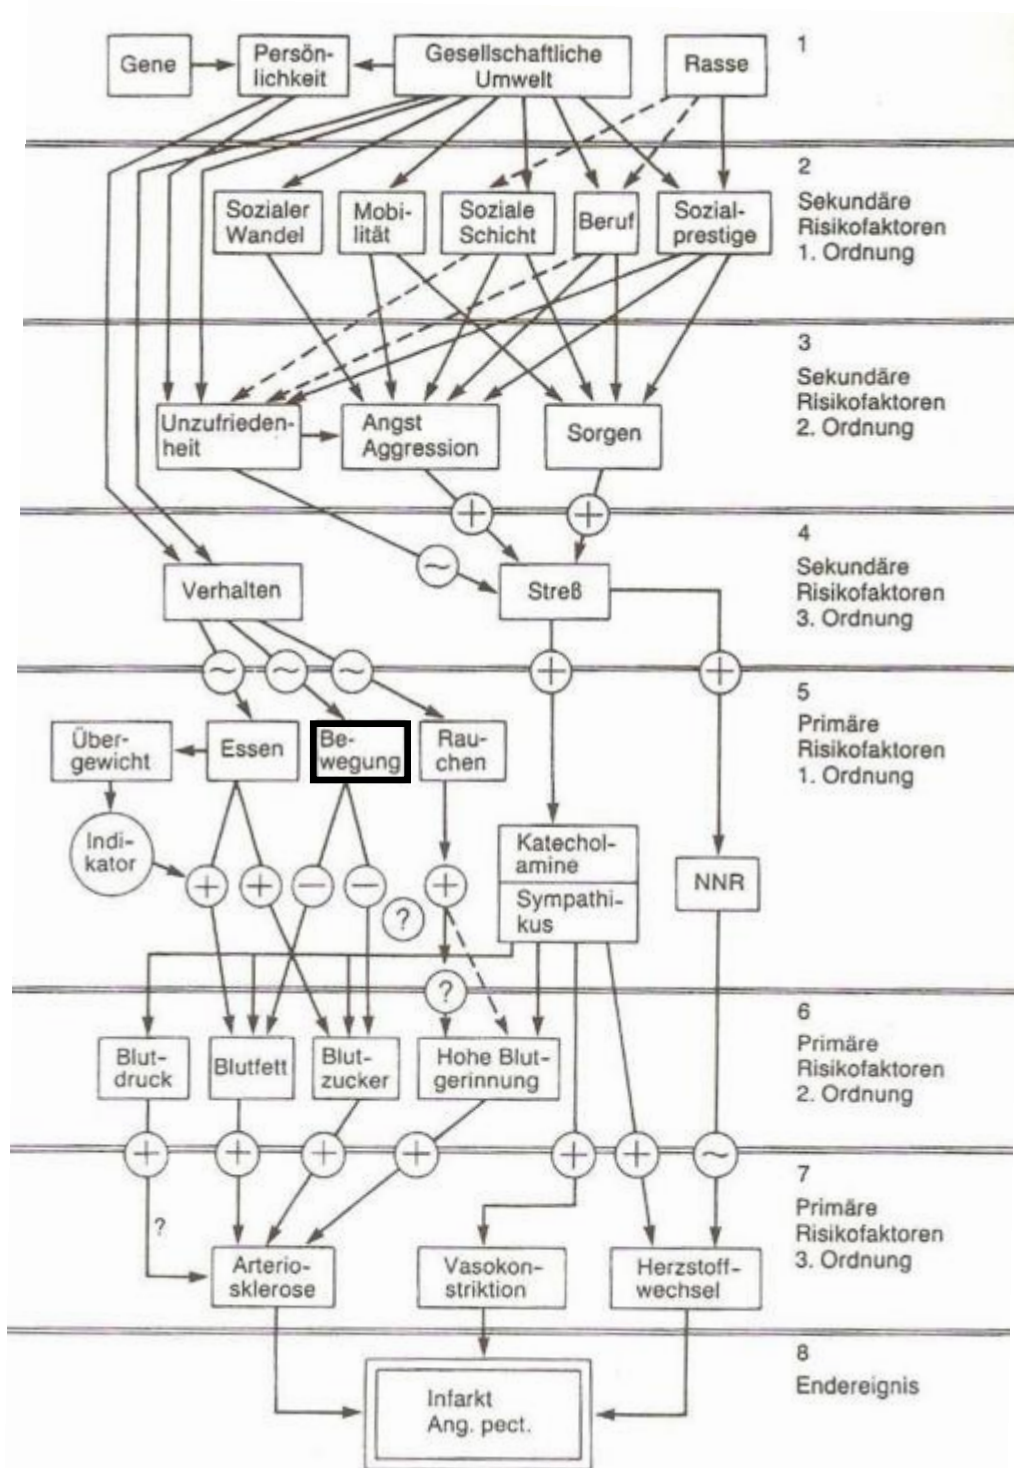 Gene
Persön-
lichkeit
Gesellschaftliche
Umwelt
Rasse
1
2
Sekundäre
Risikofaktoren
1. Ordnung
Sozialer
Wandel
Mobi-
lität
Soziale
Schicht
Beruf
Sozial-
prestige
3
Sekundäre
Risikofaktoren
2. Ordnung
Unzufrieden-
heit
Angst
Aggression
Sorgen
+
+
4
Sekundäre
Risikofaktoren
3. Ordnung
~
Verhalten
Streß
~
~
~
+
+
5
Primäre
Risikofaktoren
1. Ordnung
Über-
gewicht
Essen
Be-
wegung
Rau-
chen
Indi-
kator
Katechol-
amine
Sympathi-
kus
NNR
+
+
−
−
+
?
?
6
Primäre
Risikofaktoren
2. Ordnung
Blut-
druck
Blutfett
Blut-
zucker
Hohe Blut-
gerinnung
+
+
+
+
+
+
~
7
Primäre
Risikofaktoren
3. Ordnung
?
Arterio-
sklerose
Vasokon-
striktion
Herzstoff-
wechsel
8
Endereignis
Infarkt
Ang. pect.